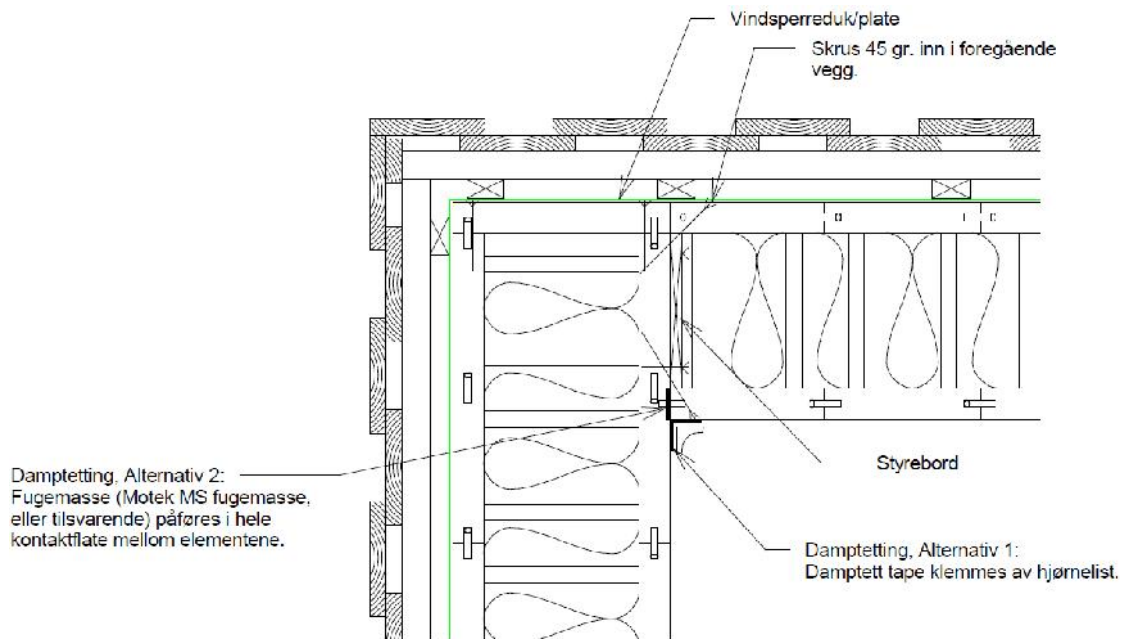 Vindsperreduk/plate
Skrus 45 gr. inn i foregående
vegg.
Styrebord
Damptetting, Alternativ 2:
Fugemasse (Motek MS fugemasse,
eller tilsvarende) påføres i hele
kontaktflate mellom elementene.
Damptetting, Alternativ 1:
Damptett tape klemmes av hjørnelist.